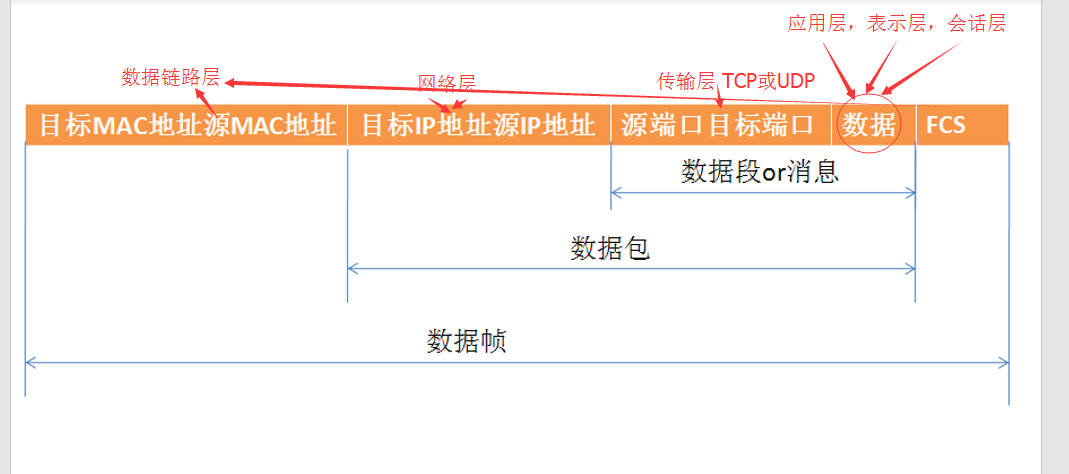 应用层，表示层，会话层
数据链路层
网络层
传输层 TCP或UDP
目标MAC地址源MAC地址
目标IP地址源IP地址
源端口目标端口
数据
FCS
数据段or消息
数据包
数据帧